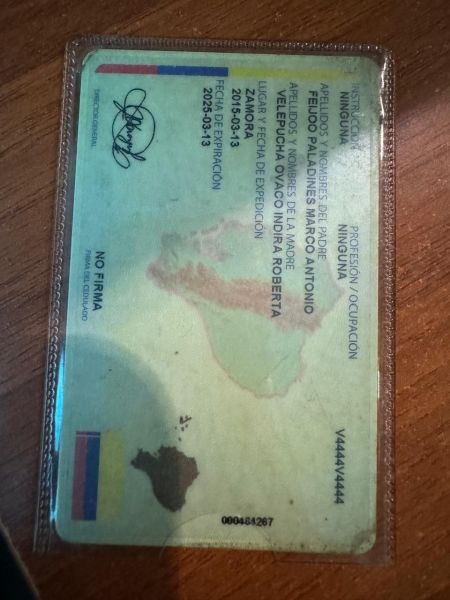 INSTRUCCIÓN
NINGUNA
PROFESIÓN / OCUPACIÓN
NINGUNA
V4444V4444
APELLIDOS Y NOMBRES DEL PADRE
FEIJOO PALADINES MARCO ANTONIO
APELLIDOS Y NOMBRES DE LA MADRE
VELEPUCHA OVACO INDIRA ROBERTA
LUGAR Y FECHA DE EXPEDICIÓN
ZAMORA
2015-03-13
FECHA DE EXPIRACIÓN
2025-03-13
DIRECTOR GENERAL
NO FIRMA
FIRMA DEL CEDULADO